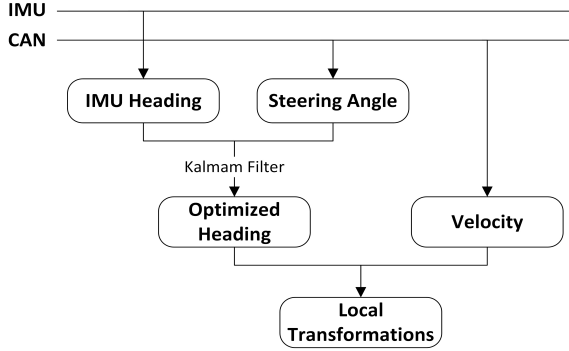 IMU
CAN
IMU Heading
Steering Angle
Kalmam Filter
Optimized
Heading
Velocity
Local
Transformations